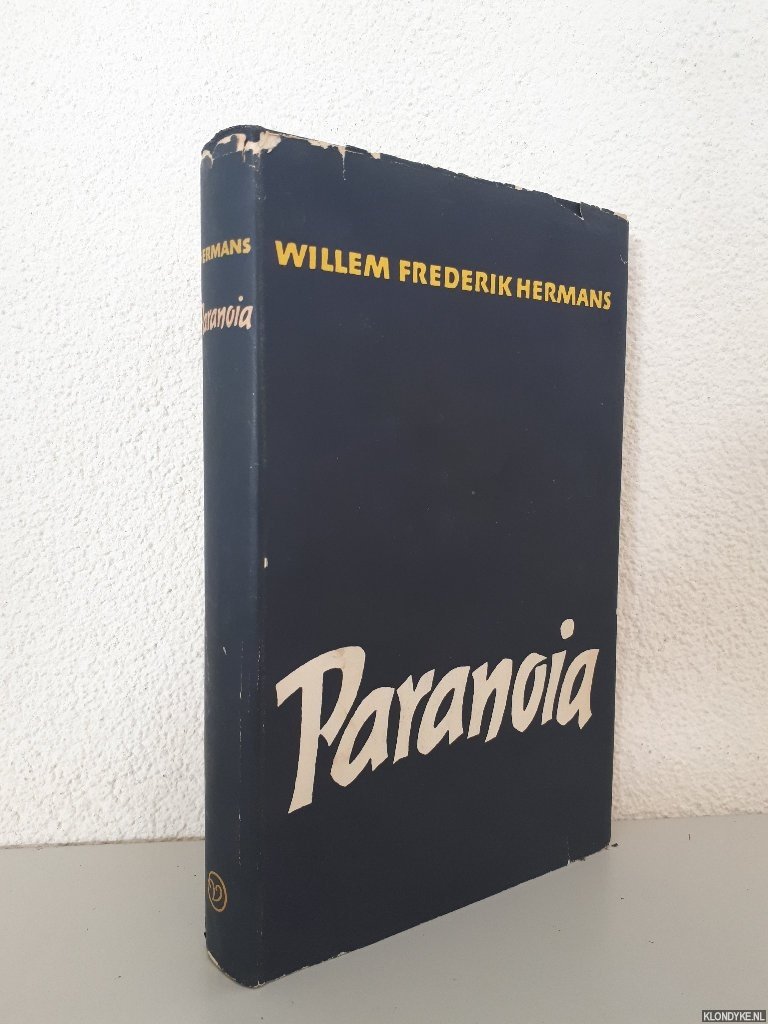 WILLEM FREDERIK HERMANS
Paranoia
HERMANS
Paranoia
KLONDYKE.NL